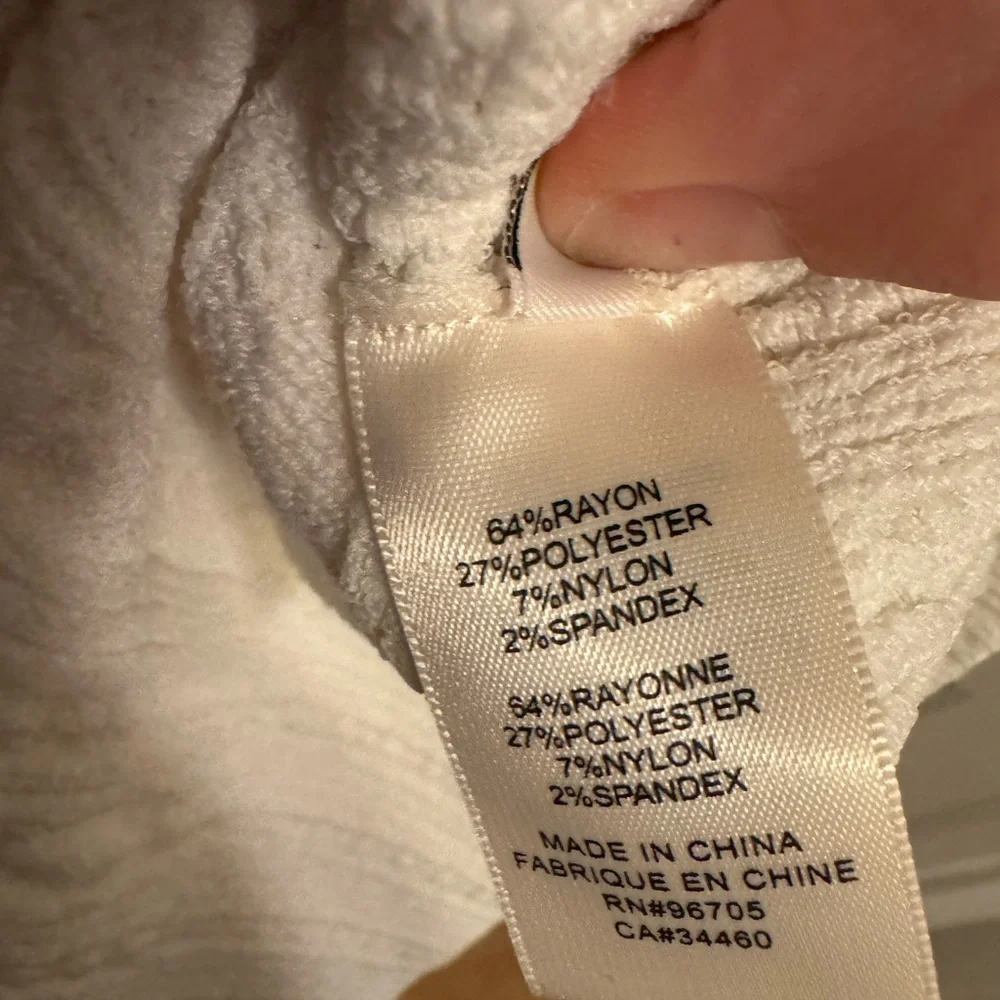 64%RAYON
27%POLYESTER
7%NYLON
2%SPANDEX
64%RAYONNE
27%POLYESTER
7%NYLON
2%SPANDEX
MADE IN CHINA
FABRIQUE EN CHINE
RN#96705
CA#34460